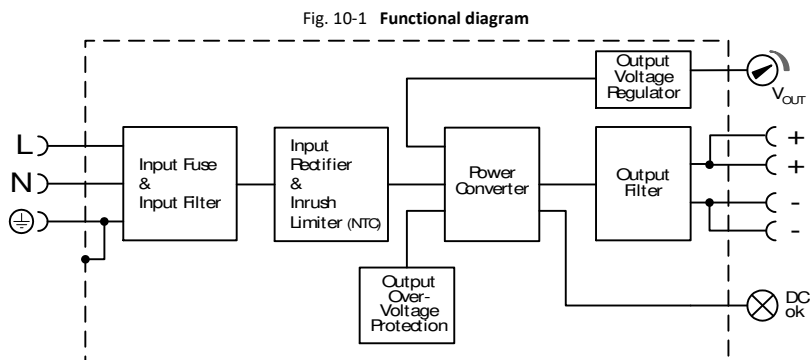 Fig. 10-1 Functional diagram
Output
Voltage
Regulator
V_OUT
L
N
Input Fuse
&
Input Filter
Input
Rectifier
&
Inrush
Limiter (NTC)
Power
Converter
Output
Filter
+
+
-
-
Output
Over-
Voltage
Protection
DC
ok